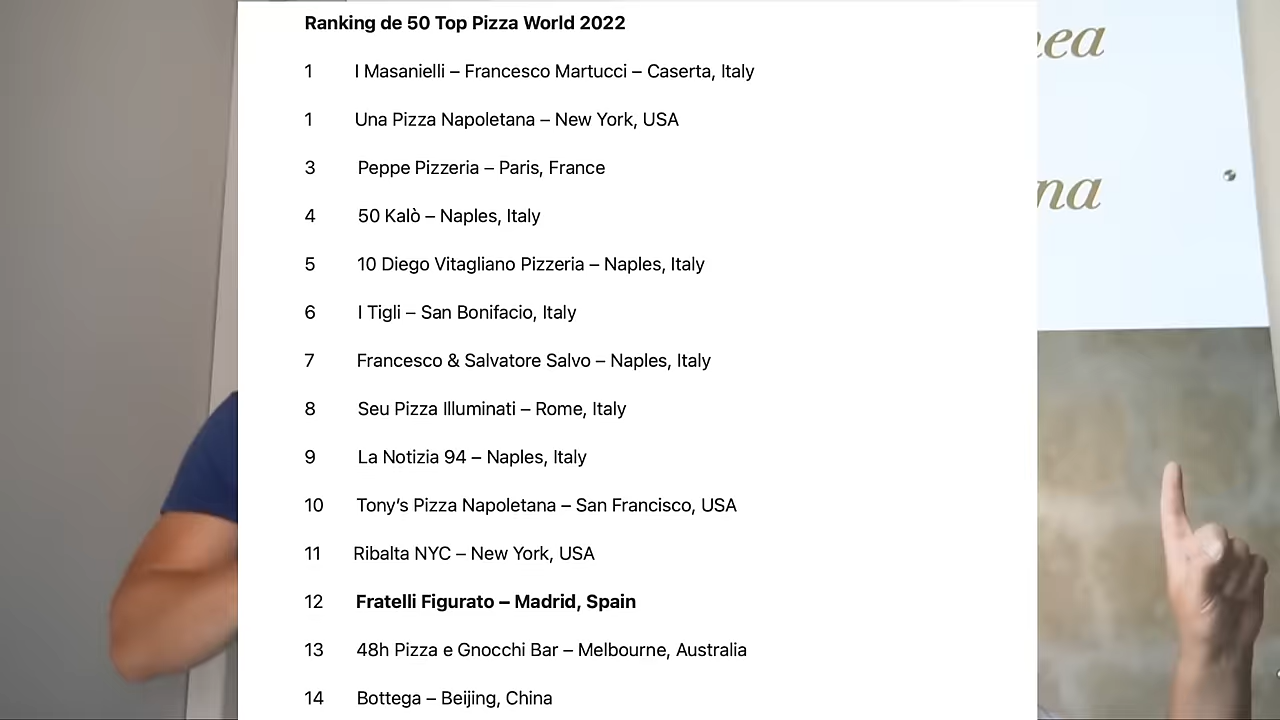 Ranking de 50 Top Pizza World 2022
1 I Masanielli – Francesco Martucci – Caserta, Italy
1 Una Pizza Napoletana – New York, USA
3 Peppe Pizzeria – Paris, France
4 50 Kalò – Naples, Italy
5 10 Diego Vitagliano Pizzeria – Naples, Italy
6 I Tigli – San Bonifacio, Italy
7 Francesco & Salvatore Salvo – Naples, Italy
8 Seu Pizza Illuminati – Rome, Italy
9 La Notizia 94 – Naples, Italy
10 Tony’s Pizza Napoletana – San Francisco, USA
11 Ribalta NYC – New York, USA
12 Fratelli Figurato – Madrid, Spain
13 48h Pizza e Gnocchi Bar – Melbourne, Australia
14 Bottega – Beijing, China